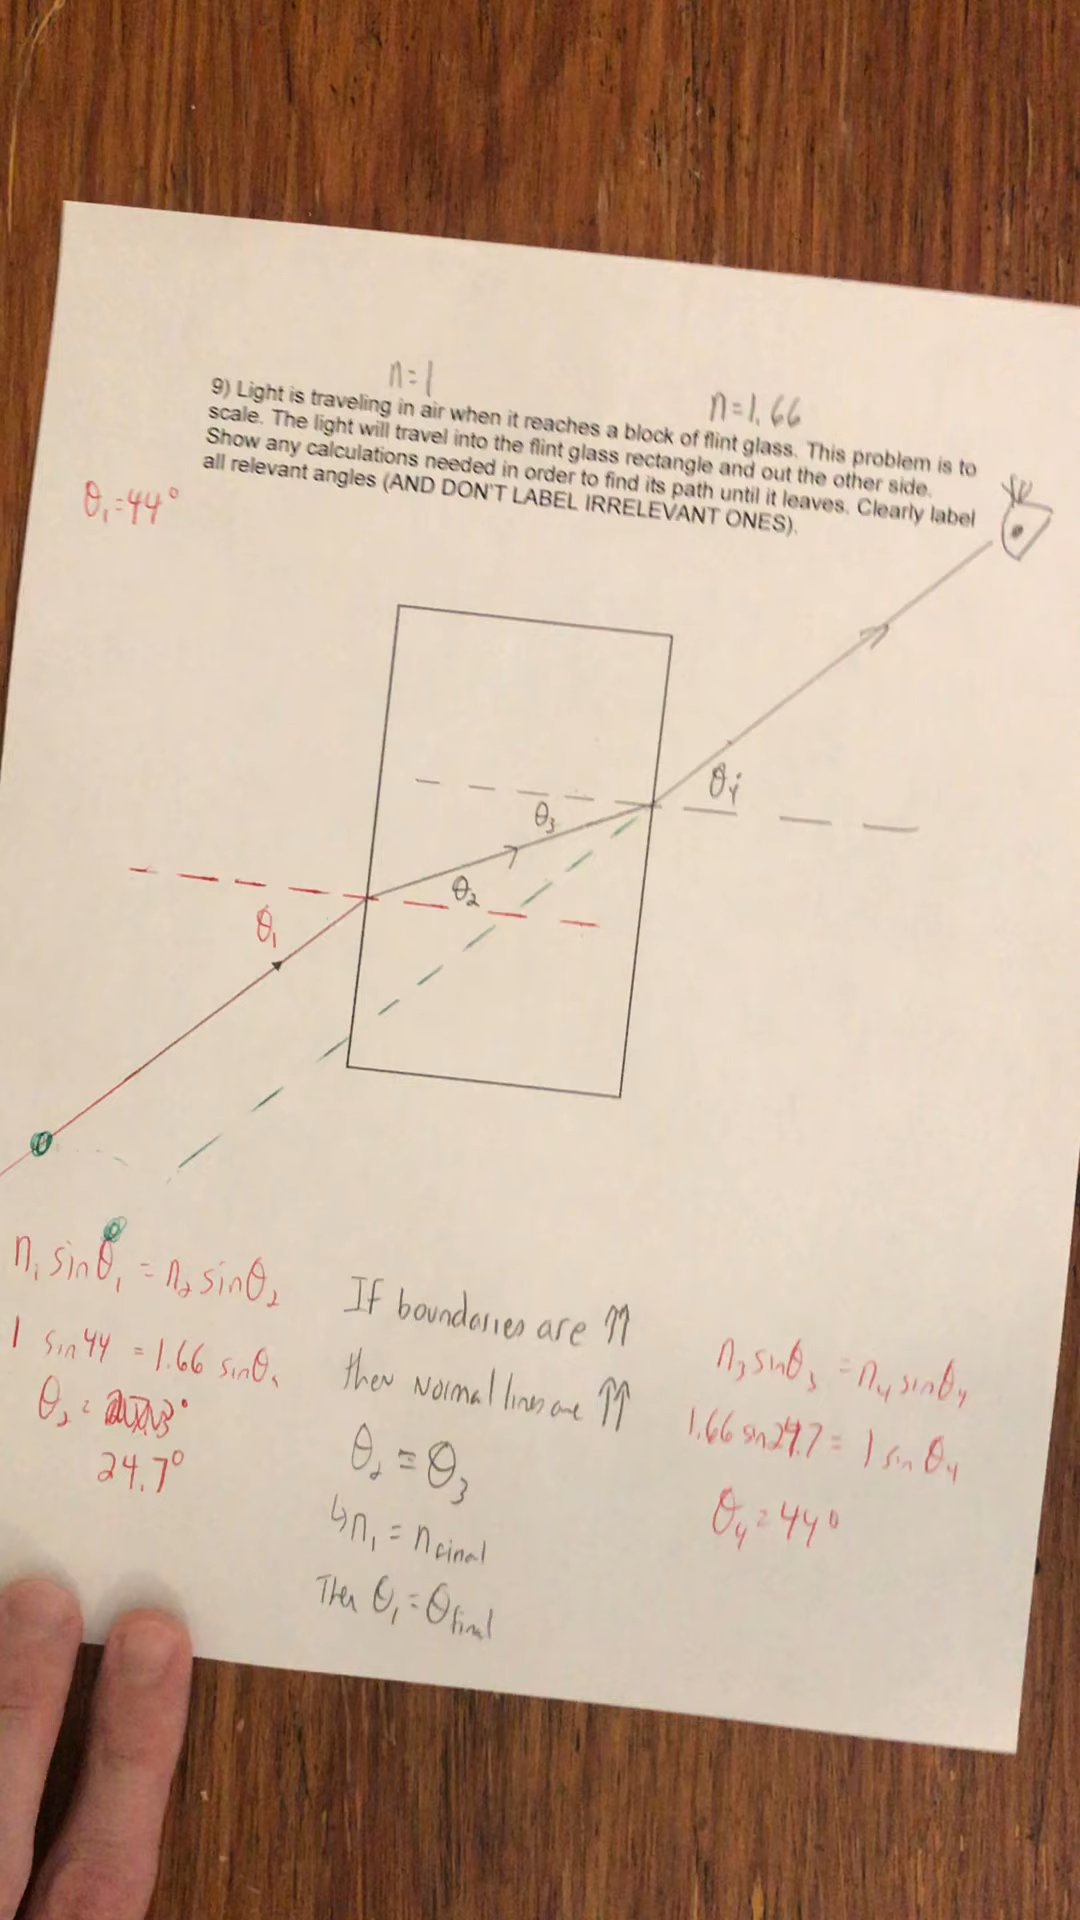 n=1
n=1.66
9) Light is traveling in air when it reaches a block of flint glass. This problem is to
scale. The light will travel into the flint glass rectangle and out the other side.
Show any calculations needed in order to find its path until it leaves. Clearly label
all relevant angles (AND DON'T LABEL IRRELEVANT ONES).
θ₁=44°
θ₄
θ₃
θ₂
θ₁
n₁ sinθ₁ = n₂ sinθ₂
1 sin44 = 1.66 sinθ₂
θ₂ =
24.7°
If boundaries are ⇈
then Normal lines are ⇈
θ₂ = θ₃
↳n₁ = nfinal
Then θ₁ = θfinal
n₃ sinθ₃ = n₄ sinθ₄
1.66 sin24.7 = 1 sin θ₄
θ₄ = 44°